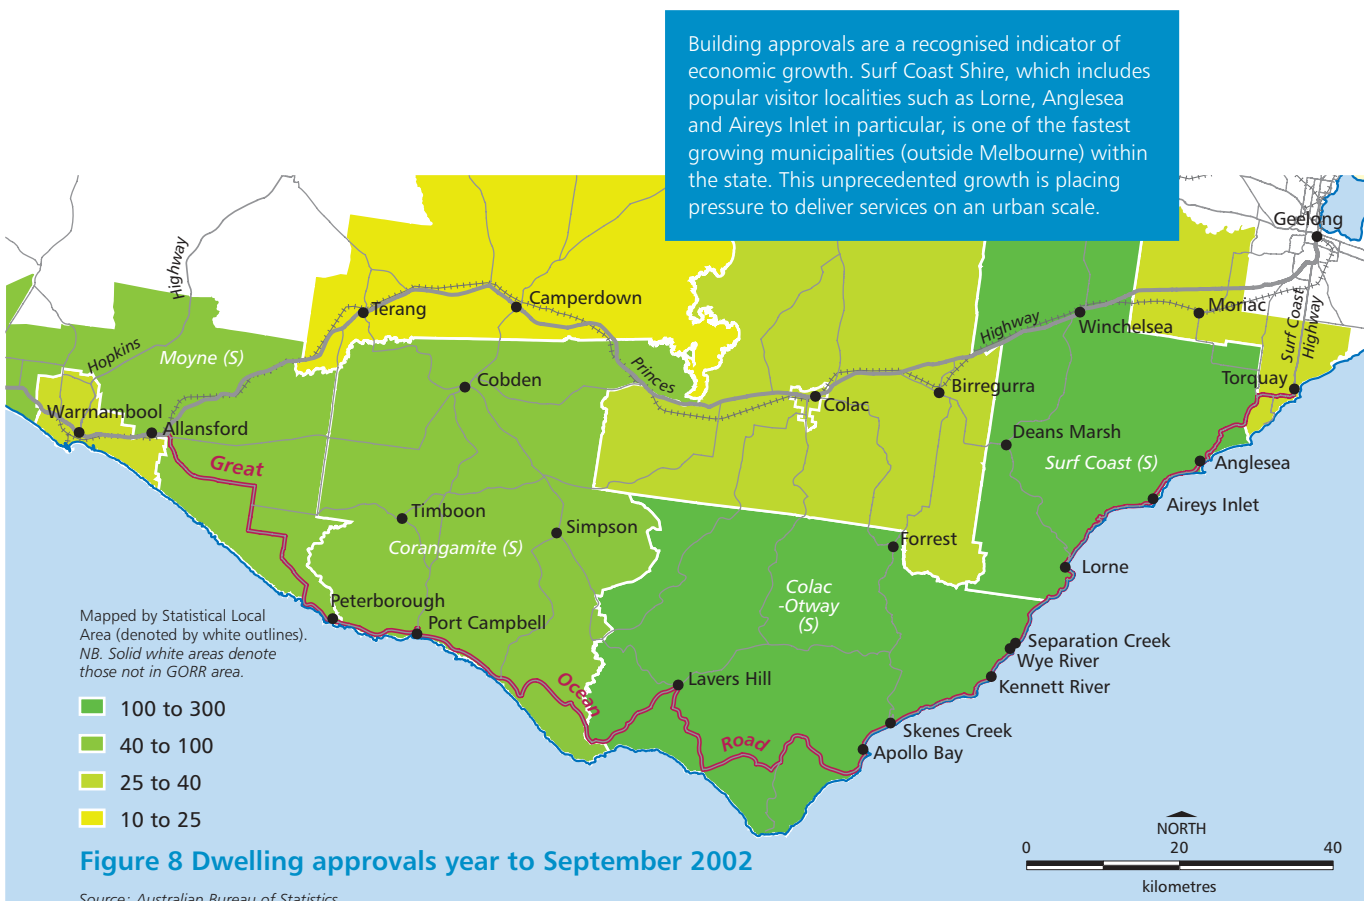 Building approvals are a recognised indicator of
economic growth. Surf Coast Shire, which includes
popular visitor localities such as Lorne, Anglesea
and Aireys Inlet in particular, is one of the fastest
growing municipalities (outside Melbourne) within
the state. This unprecedented growth is placing
pressure to deliver services on an urban scale.
Geelong
Highway
Camperdown
Terang
Moriac
Surf Coast
Highway
Highway
Winchelsea
Hopkins
Moyne (S)
Princes
Cobden
Birregurra
Torquay
Colac
Warrnambool
Allansford
Deans Marsh
Surf Coast (S)
Anglesea
Great
Aireys Inlet
Timboon
Simpson
Corangamite (S)
Forrest
Lorne
Colac
-Otway
(S)
Peterborough
Port Campbell
Separation Creek
Wye River
Kennett River
Lavers Hill
Ocean
Road
Skenes Creek
Apollo Bay
Mapped by Statistical Local
Area (denoted by white outlines).
NB. Solid white areas denote
those not in GORR area.
100 to 300
40 to 100
25 to 40
10 to 25
NORTH
0 20 40
kilometres
Figure 8 Dwelling approvals year to September 2002
Source: Australian Bureau of Statistics